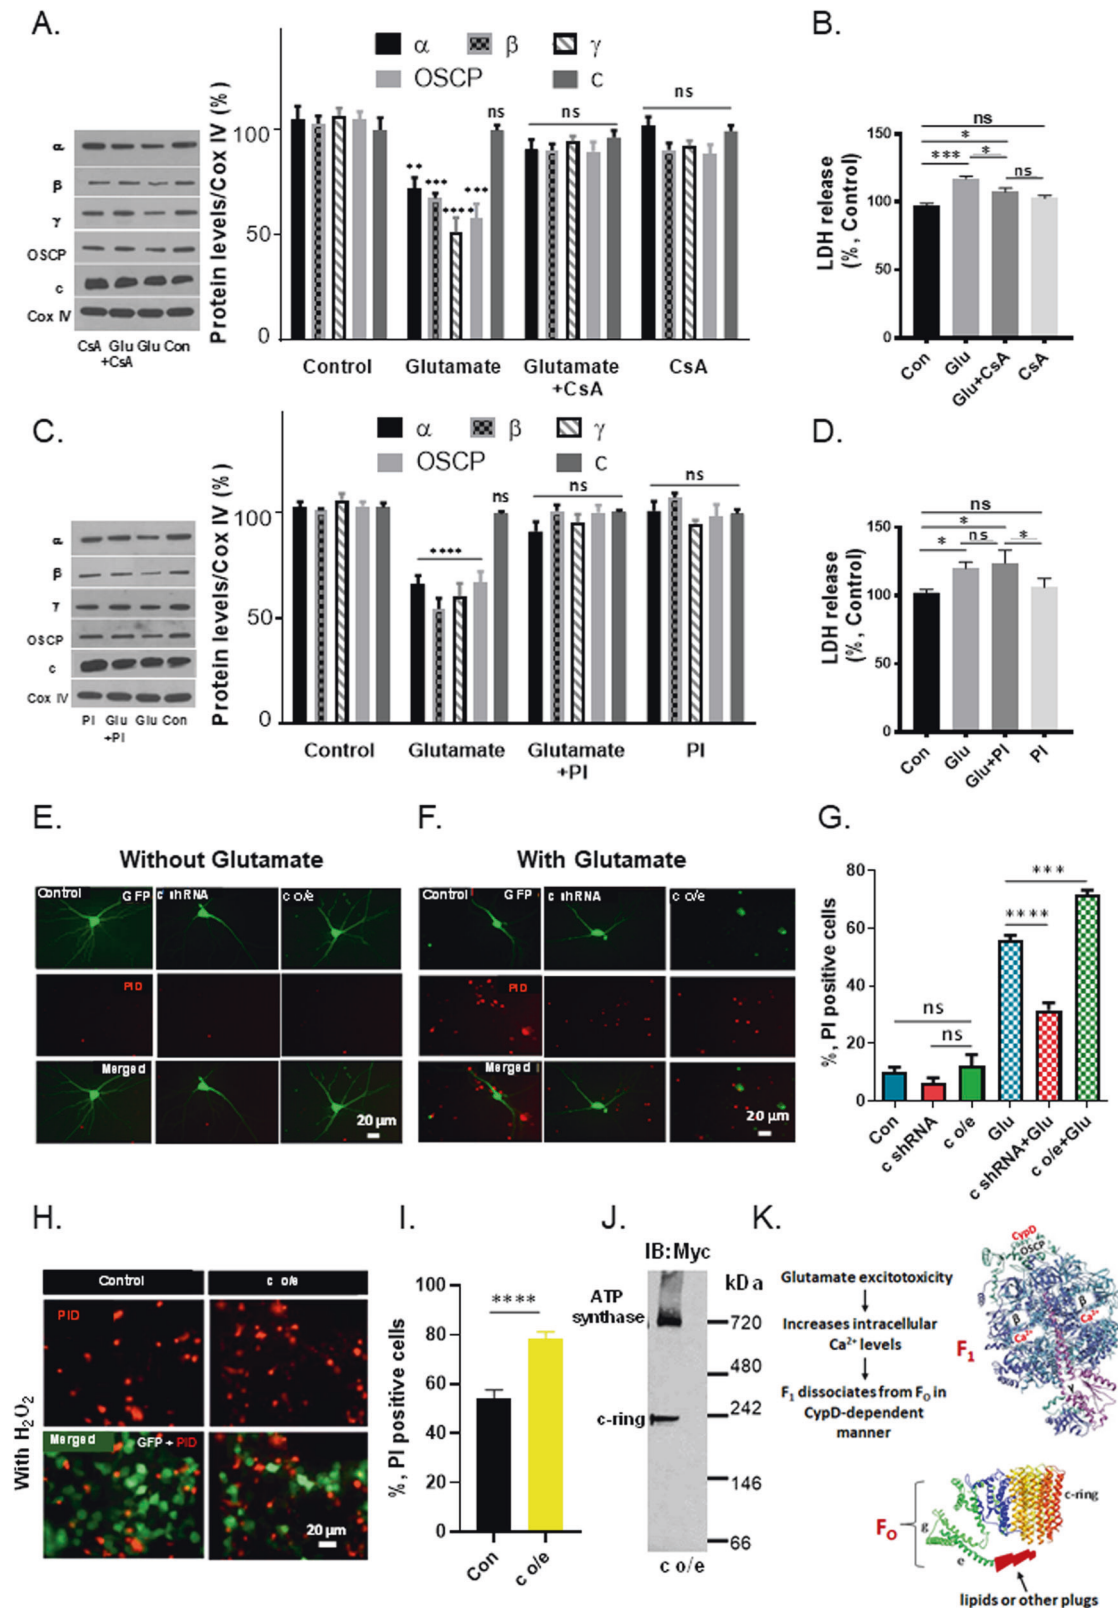 A.
α β γ
OSCP c
Protein levels/Cox IV (%)
100
50
0
α
β
γ
OSCP
c
Cox IV
CsA Glu Glu Con
+CsA
** *** **** *** ns
ns
ns
Control Glutamate Glutamate CsA
+CsA
B.
LDH release
(%, Control)
150
100
50
0
ns
*
*** *
ns
Con Glu Glu+CsA CsA
C.
α β γ
OSCP c
Protein levels/Cox IV (%)
100
50
0
α
β
γ
OSCP
c
Cox IV
PI Glu Glu Con
+PI
**** ns
ns
ns
Control Glutamate Glutamate PI
+PI
D.
LDH release
(%, Control)
150
100
50
0
ns
*
* ns *
Con Glu Glu+PI PI
E.
Without Glutamate
Control GFP c shRNA c o/e
PID
Merged
20 µm
F.
With Glutamate
Control GFP c shRNA c o/e
PID
Merged
20 µm
G.
%, PI positive cells
80
60
40
20
0
ns
ns
***
****
Con c shRNA c o/e Glu c shRNA+Glu c o/e+Glu
H.
With H₂O₂
Control c o/e
PID
Merged GFP + PID
20 µm
I.
%, PI positive cells
100
80
60
40
20
0
****
Con c o/e
J.
IB:Myc
kDa
ATP
synthase
720
480
c-ring
242
146
66
c o/e
K.
Glutamate excitotoxicity
Increases intracellular
Ca²⁺ levels
F₁ dissociates from F₀ in
CypD-dependent
manner
CypD
OSCP
β
β
Ca²⁺
Ca²⁺
F₁
γ
c-ring
F₀
g
e
lipids or other plugs